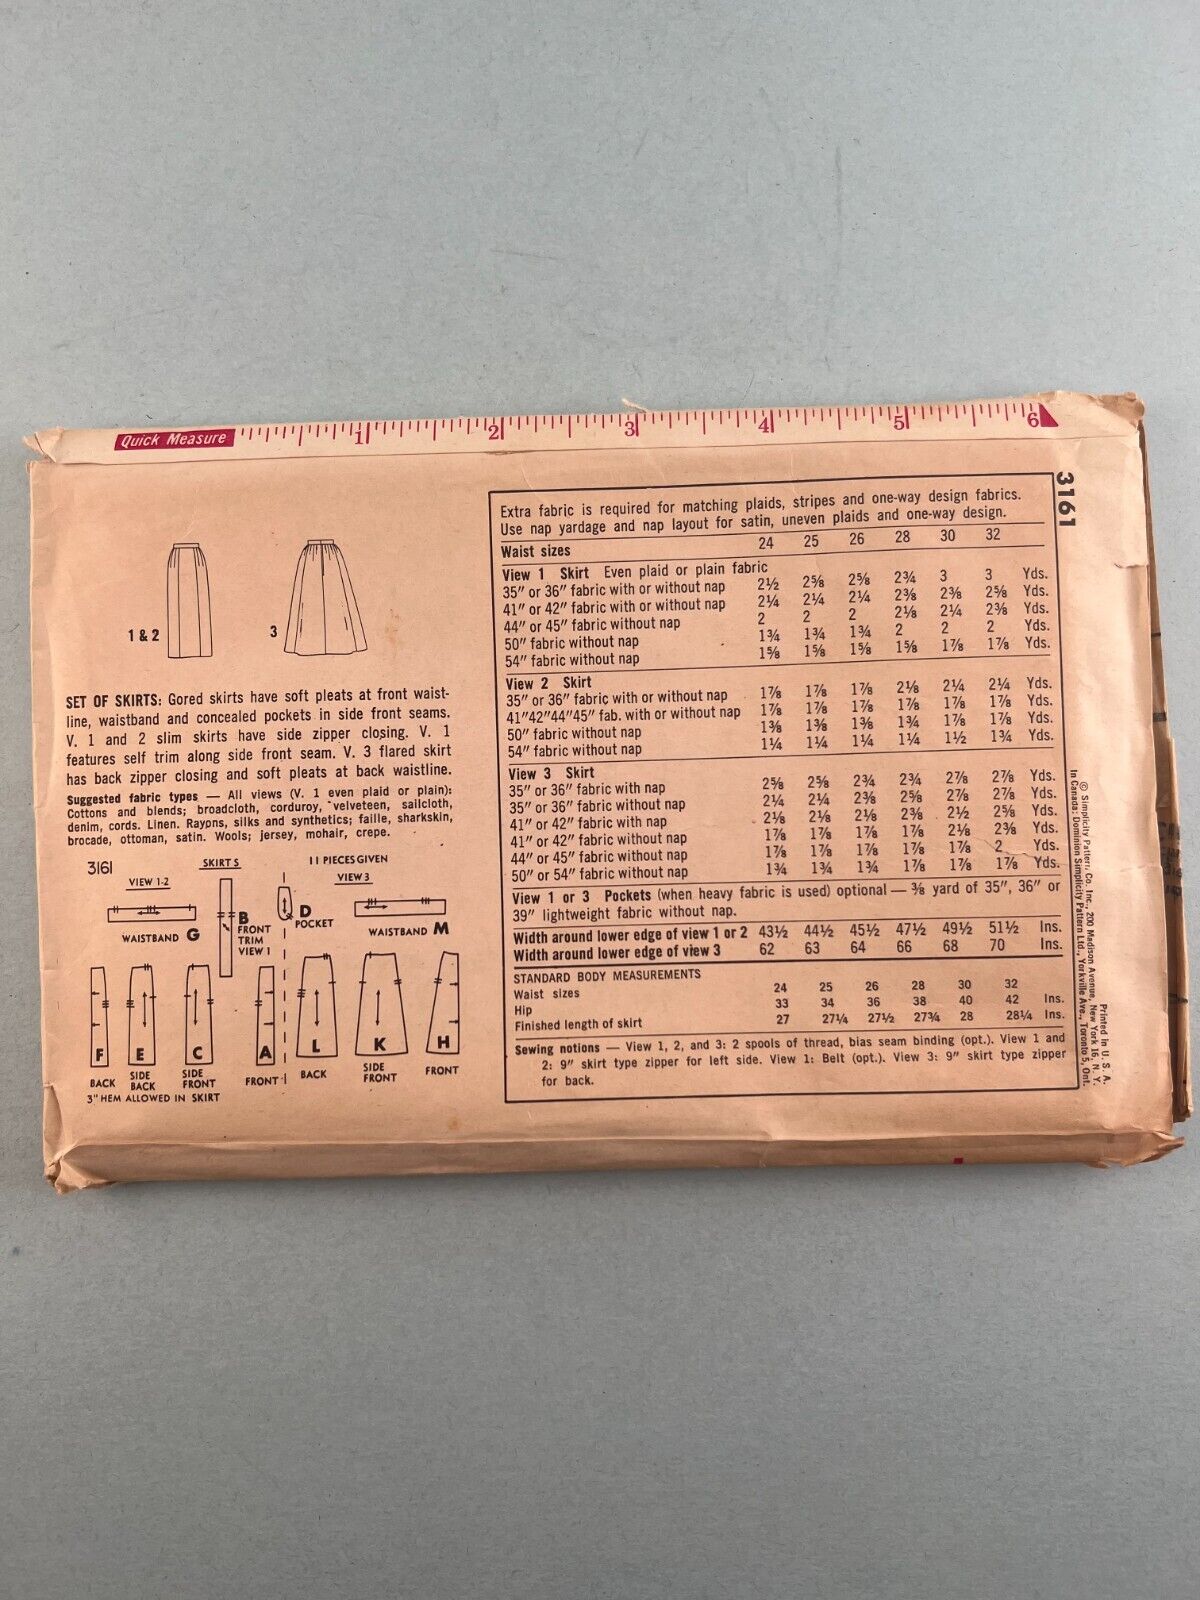 Quick Measure 1 2 3 4 5 6
3161
1 & 2
3
SET OF SKIRTS: Gored skirts have soft pleats at front waist-
line, waistband and concealed pockets in side front seams.
V. 1 and 2 slim skirts have side zipper closing. V. 1
features self trim along side front seam. V. 3 flared skirt
has back zipper closing and soft pleats at back waistline.
Suggested fabric types — All views (V. 1 even plaid or plain):
Cottons and blends; broadcloth, corduroy, velveteen, sailcloth,
denim, cords. Linen. Rayons, silks and synthetics; faille, sharkskin,
brocade, ottoman, satin. Wools; jersey, mohair, crepe.
3161 SKIRTS 11 PIECES GIVEN
VIEW 1-2 VIEW 3
WAISTBAND G
B
FRONT
TRIM
VIEW 1
D
POCKET
WAISTBAND M
F E C A L K H
BACK
SIDE
BACK
SIDE
FRONT
FRONT
BACK
SIDE
FRONT
FRONT
3" HEM ALLOWED IN SKIRT
Extra fabric is required for matching plaids, stripes and one-way design fabrics.
Use nap yardage and nap layout for satin, uneven plaids and one-way design.
Waist sizes 24 25 26 28 30 32
View 1 Skirt Even plaid or plain fabric
35" or 36" fabric with or without nap 2½ 2⅝ 2⅝ 2¾ 3 3 Yds.
41" or 42" fabric with or without nap 2¼ 2¼ 2¼ 2⅜ 2⅜ 2⅝ Yds.
44" or 45" fabric without nap 2 2 2 2⅛ 2¼ 2⅜ Yds.
50" fabric without nap 1¾ 1¾ 1¾ 2 2 2 Yds.
54" fabric without nap 1⅝ 1⅝ 1⅝ 1⅝ 1⅞ 1⅞ Yds.
View 2 Skirt
35" or 36" fabric with or without nap 1⅞ 1⅞ 1⅞ 2⅛ 2¼ 2¼ Yds.
41"42"44"45" fab. with or without nap 1⅞ 1⅞ 1⅞ 1⅞ 1⅞ 1⅞ Yds.
50" fabric without nap 1⅜ 1⅜ 1⅜ 1¾ 1⅞ 1⅞ Yds.
54" fabric without nap 1¼ 1¼ 1¼ 1¼ 1½ 1¾ Yds.
View 3 Skirt
35" or 36" fabric with nap 2⅝ 2⅝ 2¾ 2¾ 2⅞ 2⅞ Yds.
35" or 36" fabric without nap 2¼ 2¼ 2⅜ 2⅝ 2⅞ 2⅞ Yds.
41" or 42" fabric with nap 2⅛ 2⅛ 2⅛ 2⅜ 2½ 2⅝ Yds.
41" or 42" fabric without nap 1⅞ 1⅞ 1⅞ 1⅞ 2⅛ 2⅜ Yds.
44" or 45" fabric without nap 1⅞ 1⅞ 1⅞ 1⅞ 1⅞ 2 Yds.
50" or 54" fabric without nap 1¾ 1¾ 1¾ 1⅞ 1⅞ 1⅞ Yds.
View 1 or 3 Pockets (when heavy fabric is used) optional — ⅜ yard of 35", 36" or
39" lightweight fabric without nap.
Width around lower edge of view 1 or 2 43½ 44½ 45½ 47½ 49½ 51½ Ins.
Width around lower edge of view 3 62 63 64 66 68 70 Ins.
STANDARD BODY MEASUREMENTS
Waist sizes 24 25 26 28 30 32
Hip 33 34 36 38 40 42 Ins.
Finished length of skirt 27 27¼ 27½ 27¾ 28 28¼ Ins.
Sewing notions — View 1, 2, and 3: 2 spools of thread, bias seam binding (opt.). View 1 and
2: 9" skirt type zipper for left side. View 1: Belt (opt.). View 3: 9" skirt type zipper
for back.
Printed in U. S. A.
© Simplicity Pattern Co. Inc., 200 Madison Avenue, New York 16, N. Y.
In Canada: Dominion Simplicity Pattern Ltd., Yorkville Ave., Toronto 5, Ont.